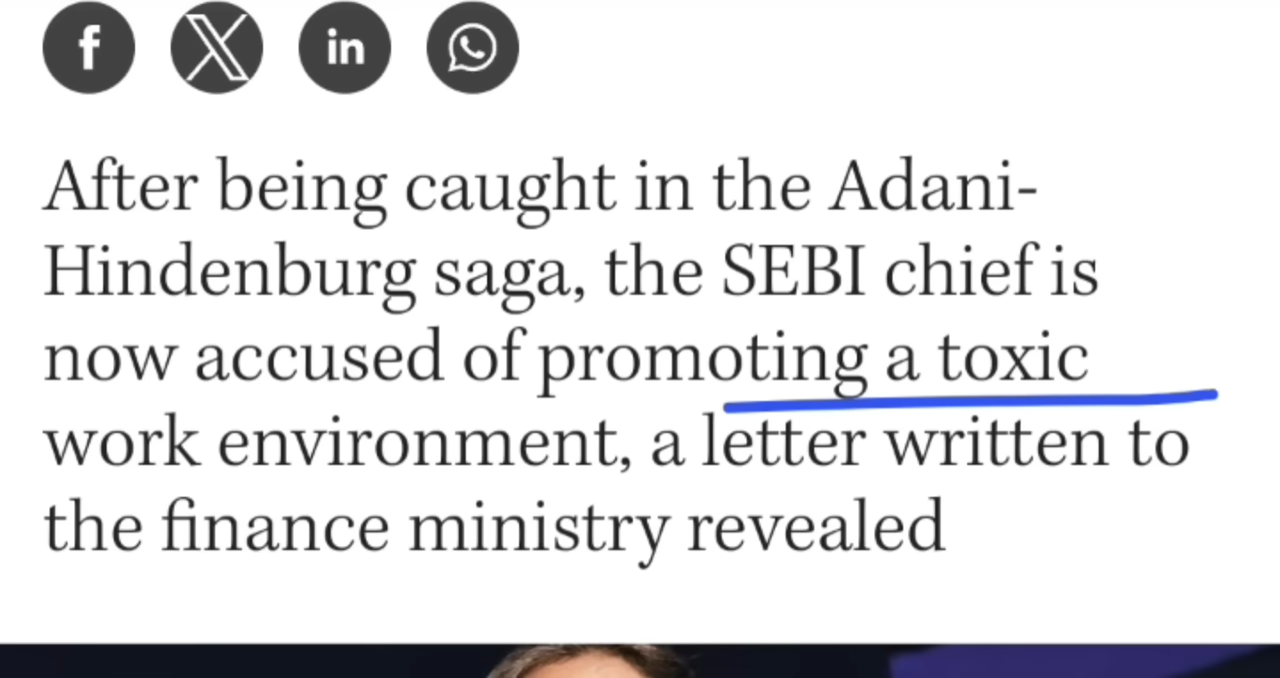 f X in
After being caught in the Adani-
Hindenburg saga, the SEBI chief is
now accused of promoting a toxic
work environment, a letter written to
the finance ministry revealed